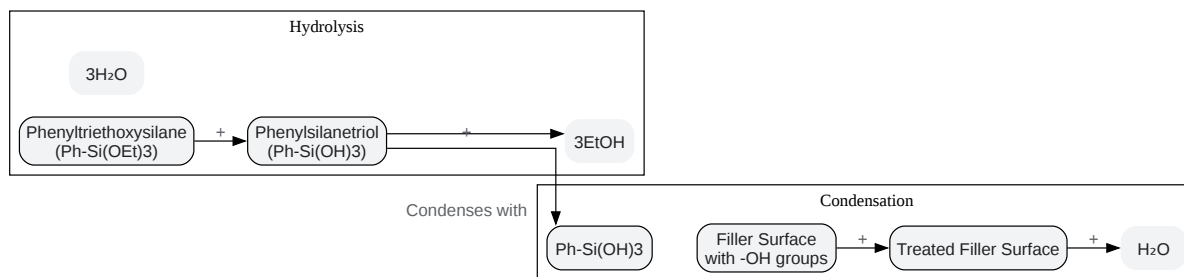 Hydrolysis
3H₂O
Phenyltriethoxysilane
(Ph-Si(OEt)3)
+
Phenylsilanetriol
(Ph-Si(OH)3)
+
3EtOH
Condenses with
Condensation
Ph-Si(OH)3
Filler Surface
with -OH groups
+
Treated Filler Surface
+
H₂O